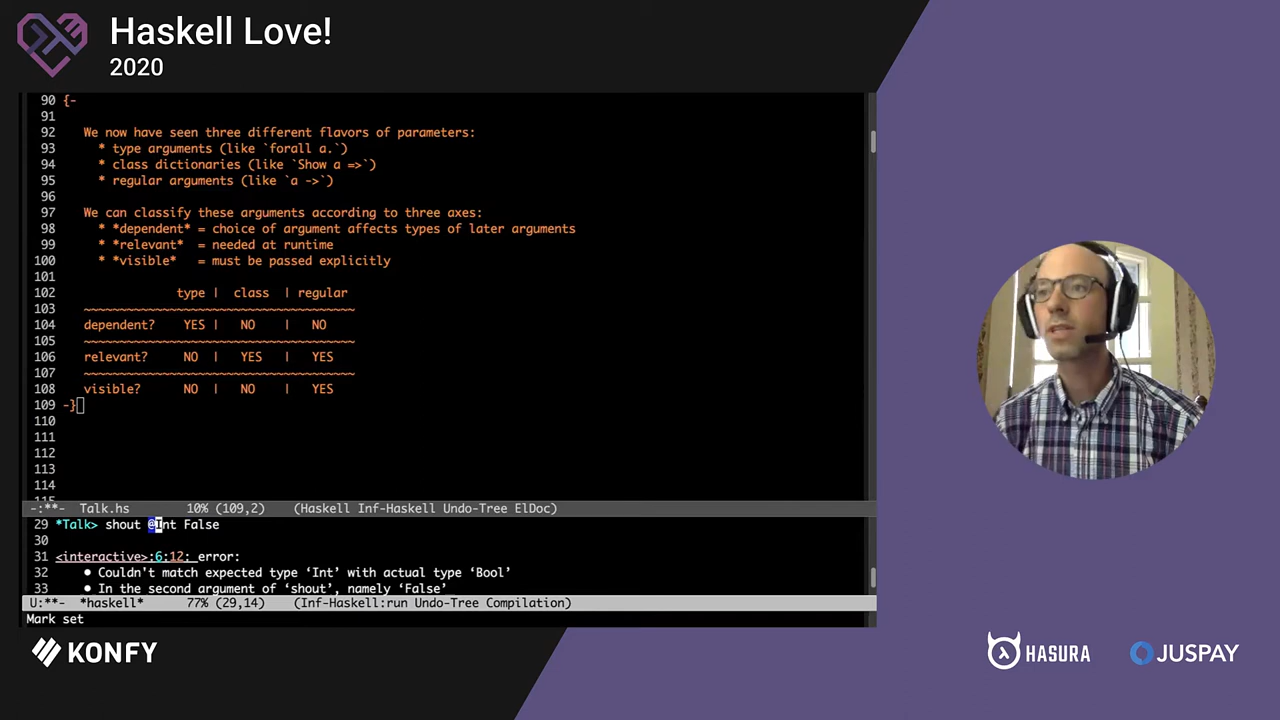 Haskell Love!
2020
90 {-
91
92 We now have seen three different flavors of parameters:
93 * type arguments (like `forall a.`)
94 * class dictionaries (like `Show a =>`)
95 * regular arguments (like `a ->`)
96
97 We can classify these arguments according to three axes:
98 * *dependent* = choice of argument affects types of later arguments
99 * *relevant* = needed at runtime
100 * *visible* = must be passed explicitly
101
102 type | class | regular
103 ~~~~~~~~~~~~~~~~~~~~~~~~~~~~~~~~~~~~~~
104 dependent? YES | NO | NO
105 ~~~~~~~~~~~~~~~~~~~~~~~~~~~~~~~~~~~~~~
106 relevant? NO | YES | YES
107 ~~~~~~~~~~~~~~~~~~~~~~~~~~~~~~~~~~~~~~
108 visible? NO | NO | YES
109 -}
110
111
112
113
114
115
-:**- Talk.hs 10% (109,2) (Haskell Inf-Haskell Undo-Tree ElDoc)
29 *Talk> shout @Int False
30
31 <interactive>:6:12: error:
32 • Couldn't match expected type ‘Int’ with actual type ‘Bool’
33 • In the second argument of ‘shout’, namely ‘False’
U:**- *haskell* 77% (29,14) (Inf-Haskell:run Undo-Tree Compilation)
Mark set
KONFY
HASURA
JUSPAY